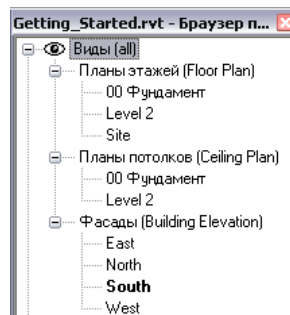 Getting_Started.rvt - Браузер п...
Виды (all)
Планы этажей (Floor Plan)
00 Фундамент
Level 2
Site
Планы потолков (Ceiling Plan)
00 Фундамент
Level 2
Фасады (Building Elevation)
East
North
South
West